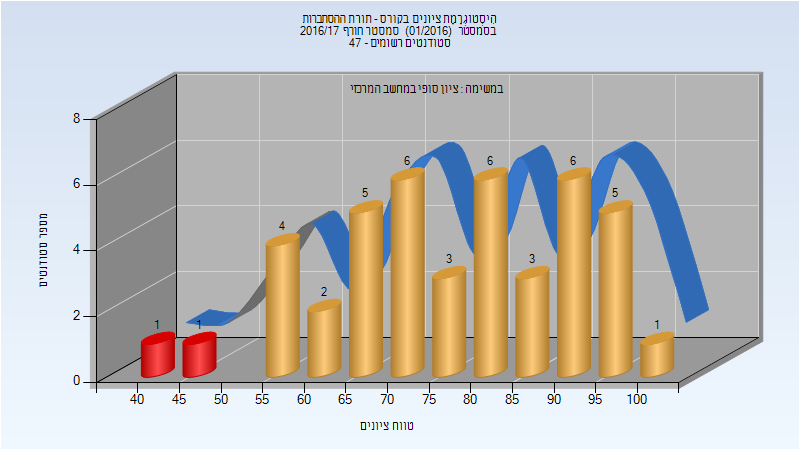 היסטוגרמת ציונים בקורס - תורת ההסתברות
בסמסטר (01/2016) סמסטר חורף 2016/17
סטודנטים רשומים - 47
במשימה : ציון סופי במחשב המרכזי
מספר סטודנטים
8
6
4
2
0
1
1
4
2
5
6
3
6
3
6
5
1
40 45 50 55 60 65 70 75 80 85 90 95 100
טווח ציונים